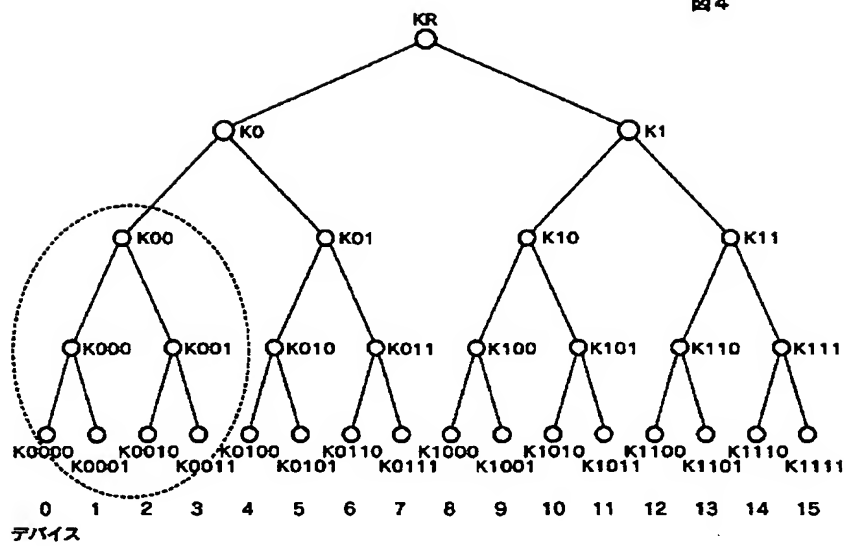 図4
KR
K0 K1
K00 K01 K10 K11
K000 K001 K010 K011 K100 K101 K110 K111
K0000 K0010 K0100 K0110 K1000 K1010 K1100 K1110
K0001 K0011 K0101 K0111 K1001 K1011 K1101 K1111
0 1 2 3 4 5 6 7 8 9 10 11 12 13 14 15
デバイス